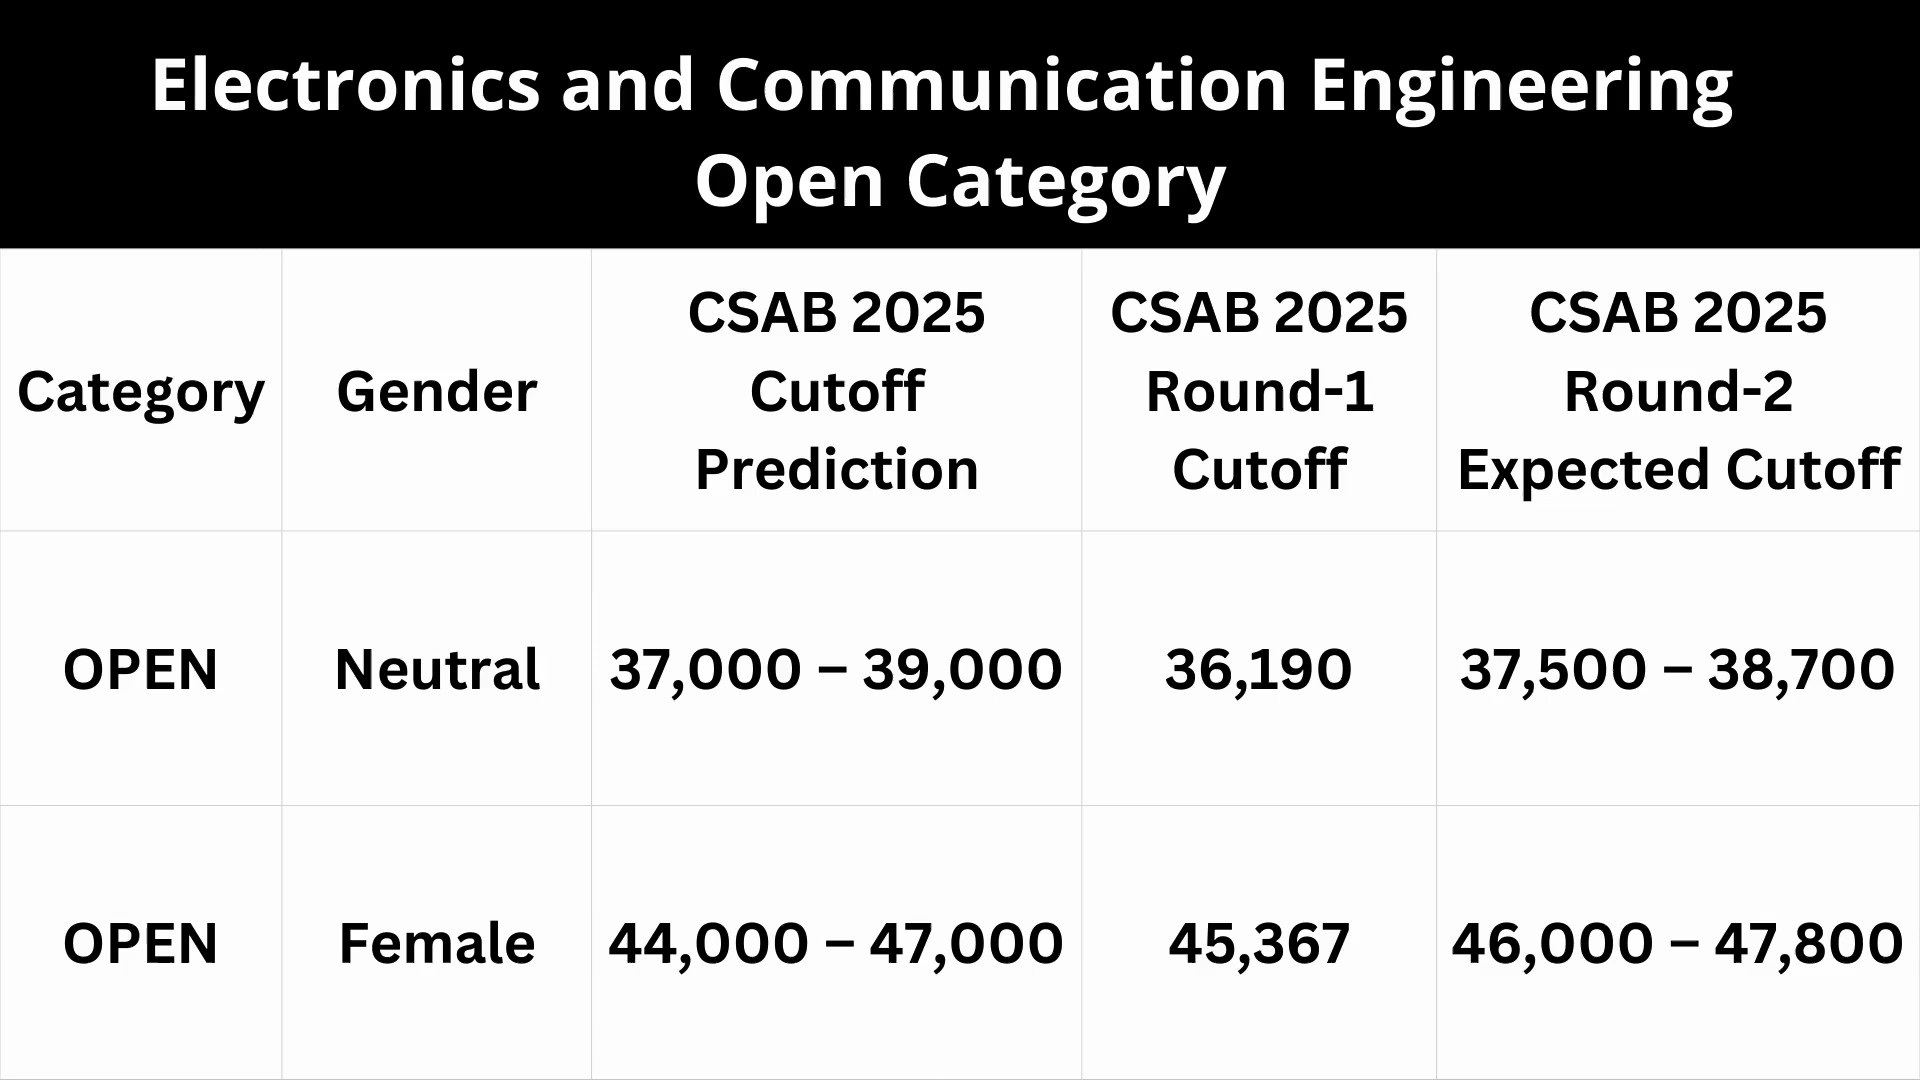 Electronics and Communication Engineering
Open Category
Category Gender CSAB 2025 Cutoff Prediction CSAB 2025 Round-1 Cutoff CSAB 2025 Round-2 Expected Cutoff
OPEN Neutral 37,000 – 39,000 36,190 37,500 – 38,700
OPEN Female 44,000 – 47,000 45,367 46,000 – 47,800